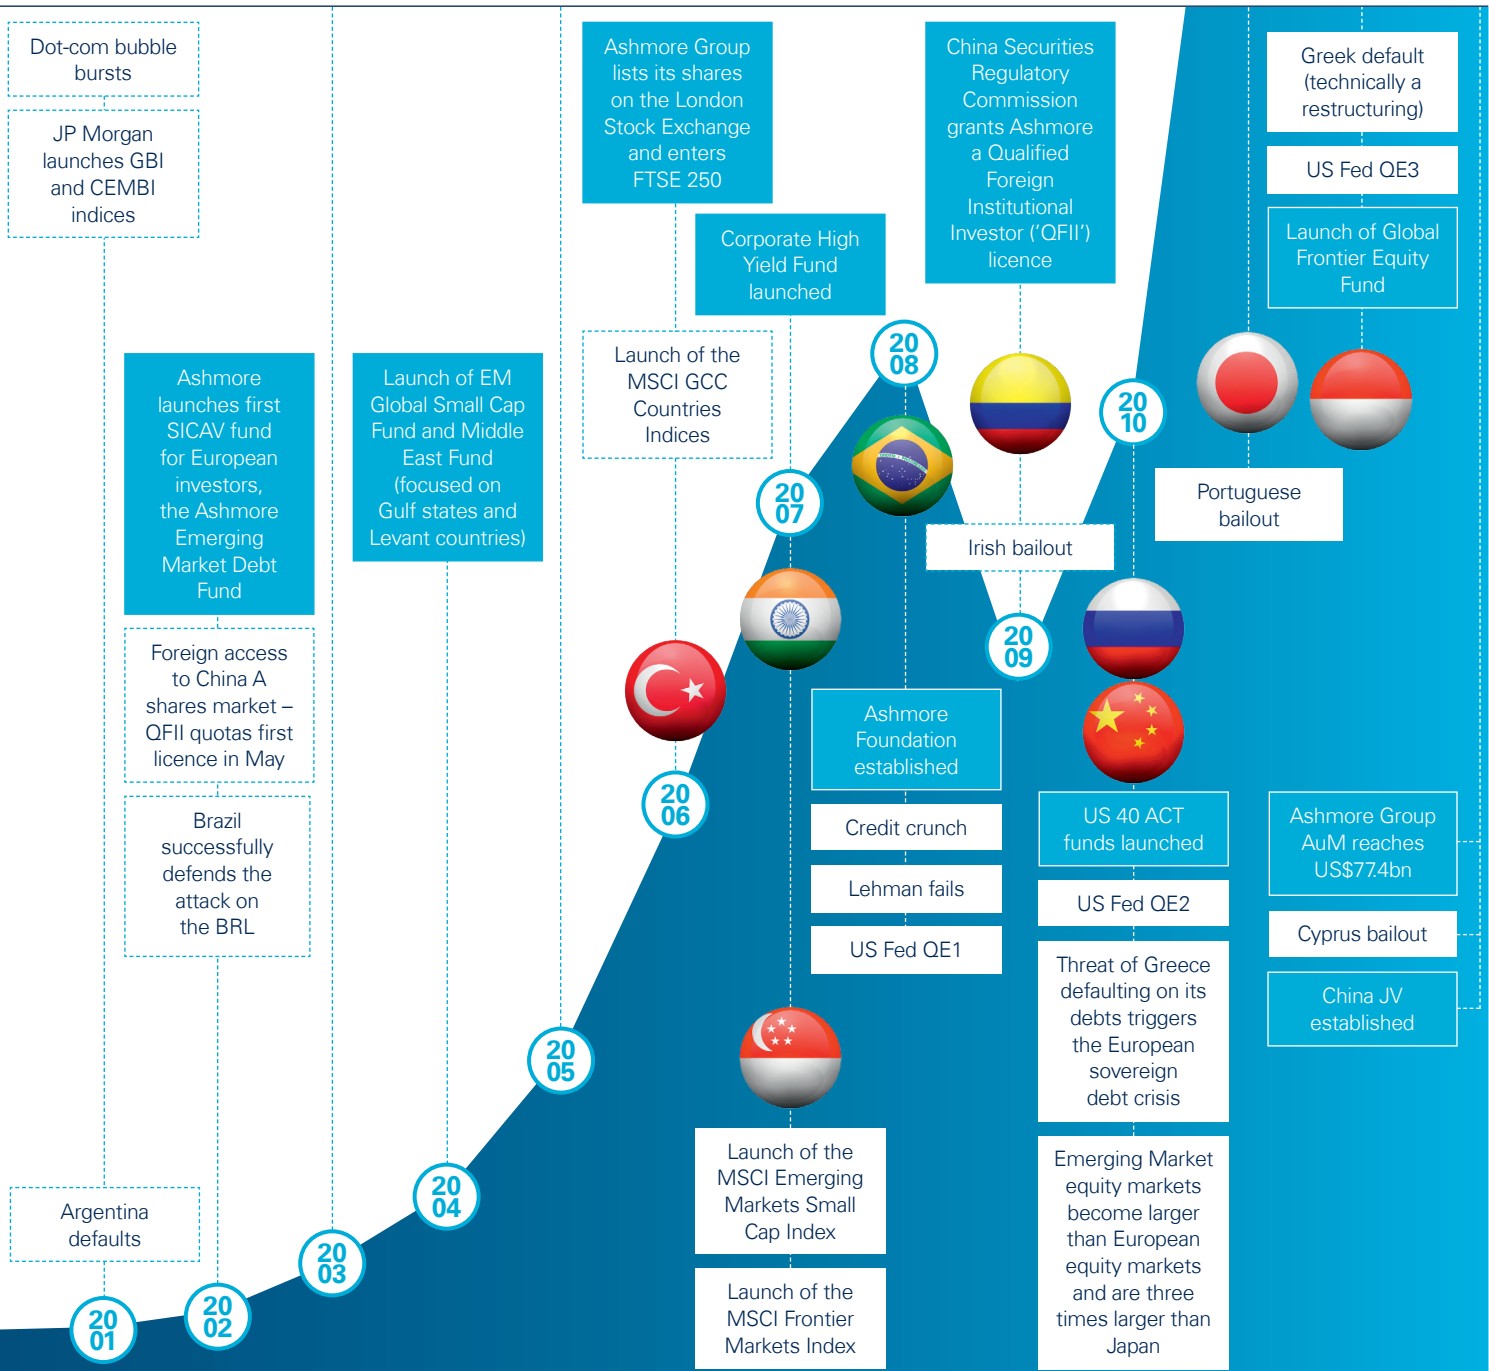 Dot-com bubble
bursts
JP Morgan
launches GBI
and CEMBI
indices
Argentina
defaults
20
01
Ashmore
launches first
SICAV fund
for European
investors,
the Ashmore
Emerging
Market Debt
Fund
Foreign access
to China A
shares market –
QFII quotas first
licence in May
Brazil
successfully
defends the
attack on
the BRL
20
02
20
03
Launch of EM
Global Small Cap
Fund and Middle
East Fund
(focused on
Gulf states and
Levant countries)
20
04
20
05
Ashmore Group
lists its shares
on the London
Stock Exchange
and enters
FTSE 250
Launch of the
MSCI GCC
Countries
Indices
20
06
Corporate High
Yield Fund
launched
20
07
Launch of the
MSCI Emerging
Markets Small
Cap Index
Launch of the
MSCI Frontier
Markets Index
20
08
Ashmore
Foundation
established
Credit crunch
Lehman fails
US Fed QE1
China Securities
Regulatory
Commission
grants Ashmore
a Qualified
Foreign
Institutional
Investor (‘QFII’)
licence
Irish bailout
20
09
20
10
US 40 ACT
funds launched
US Fed QE2
Threat of Greece
defaulting on its
debts triggers
the European
sovereign
debt crisis
Emerging Market
equity markets
become larger
than European
equity markets
and are three
times larger than
Japan
Portuguese
bailout
Greek default
(technically a
restructuring)
US Fed QE3
Launch of Global
Frontier Equity
Fund
Ashmore Group
AuM reaches
US$77.4bn
Cyprus bailout
China JV
established